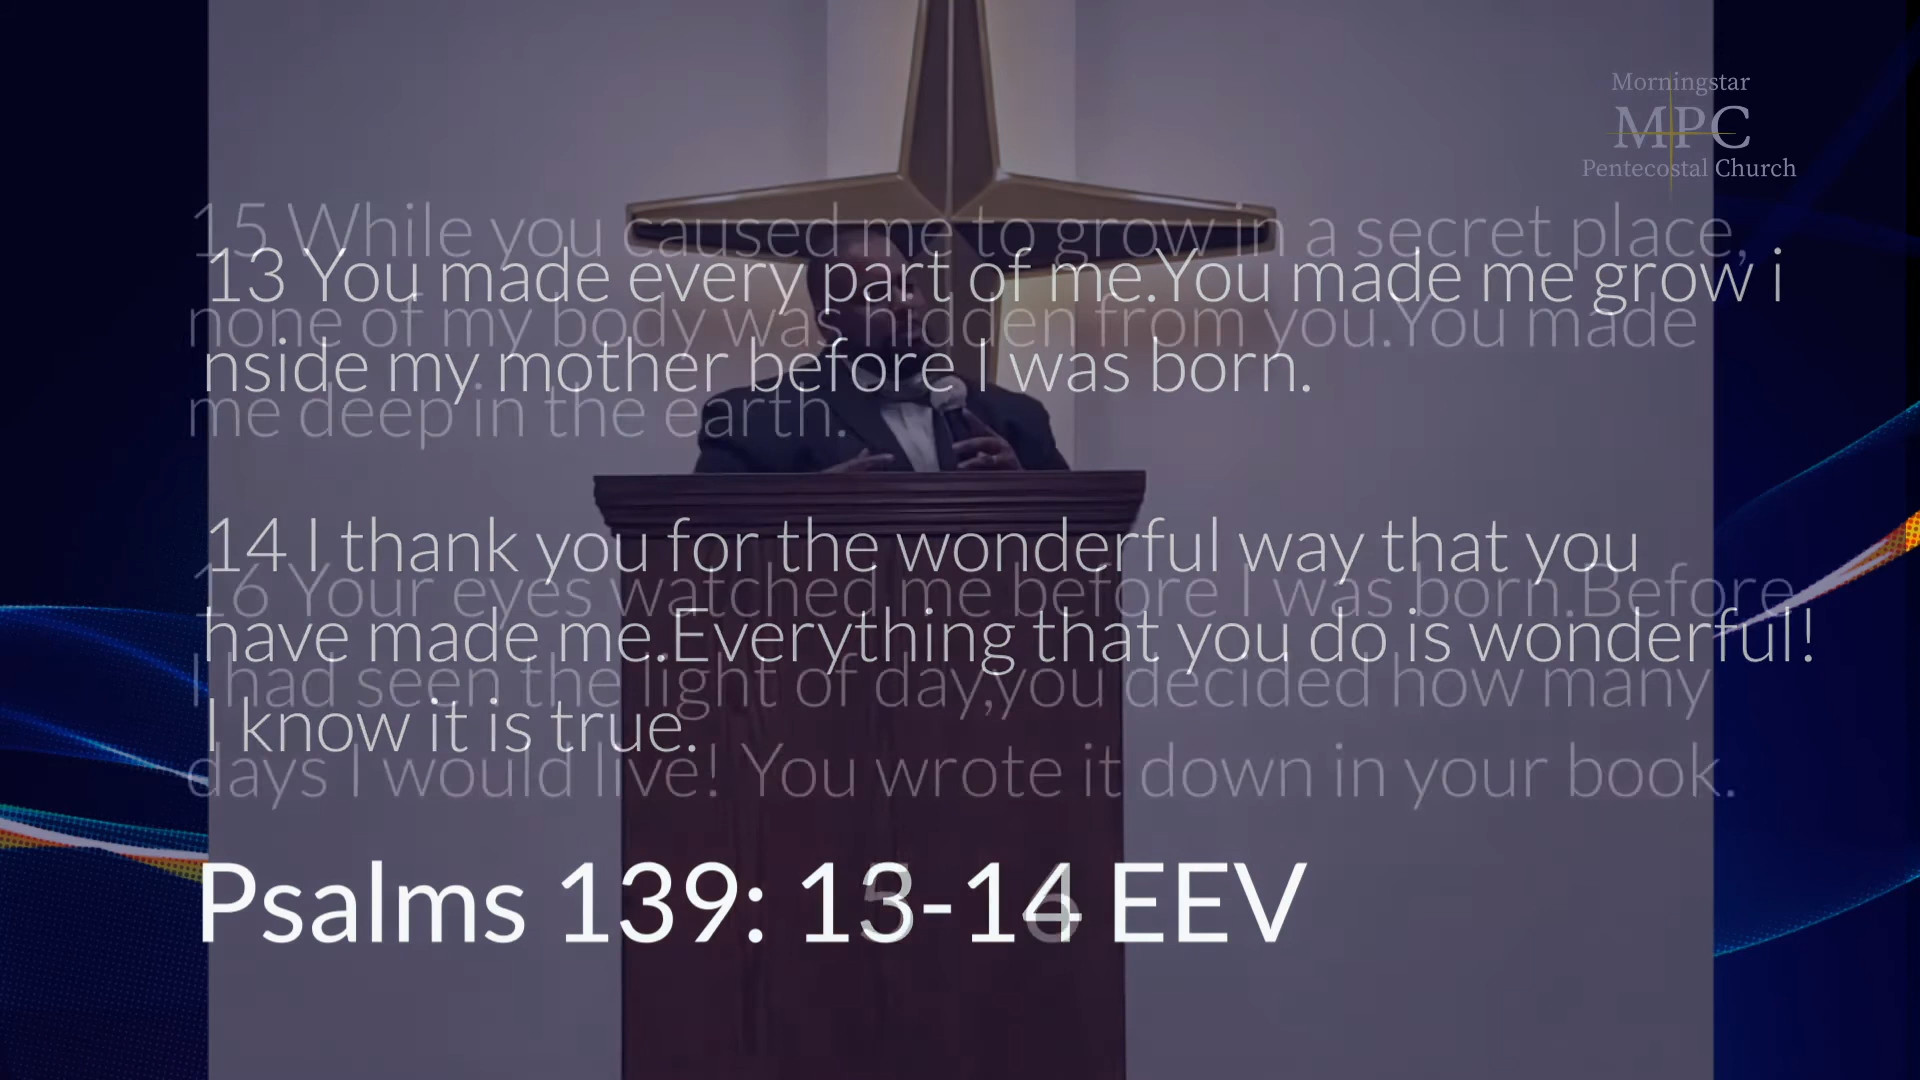 Morningstar
MPC
Pentecostal Church
13 You made every part of me.You made me grow i
nside my mother before I was born.
14 I thank you for the wonderful way that you
have made me.Everything that you do is wonderful!
I know it is true.
15 While you caused me to grow in a secret place,
none of my body was hidden from you.You made
me deep in the earth.
16 Your eyes watched me before I was born.Before
I had seen the light of day,you decided how many
days I would live! You wrote it down in your book.
Psalms 139: 13-14 EEV